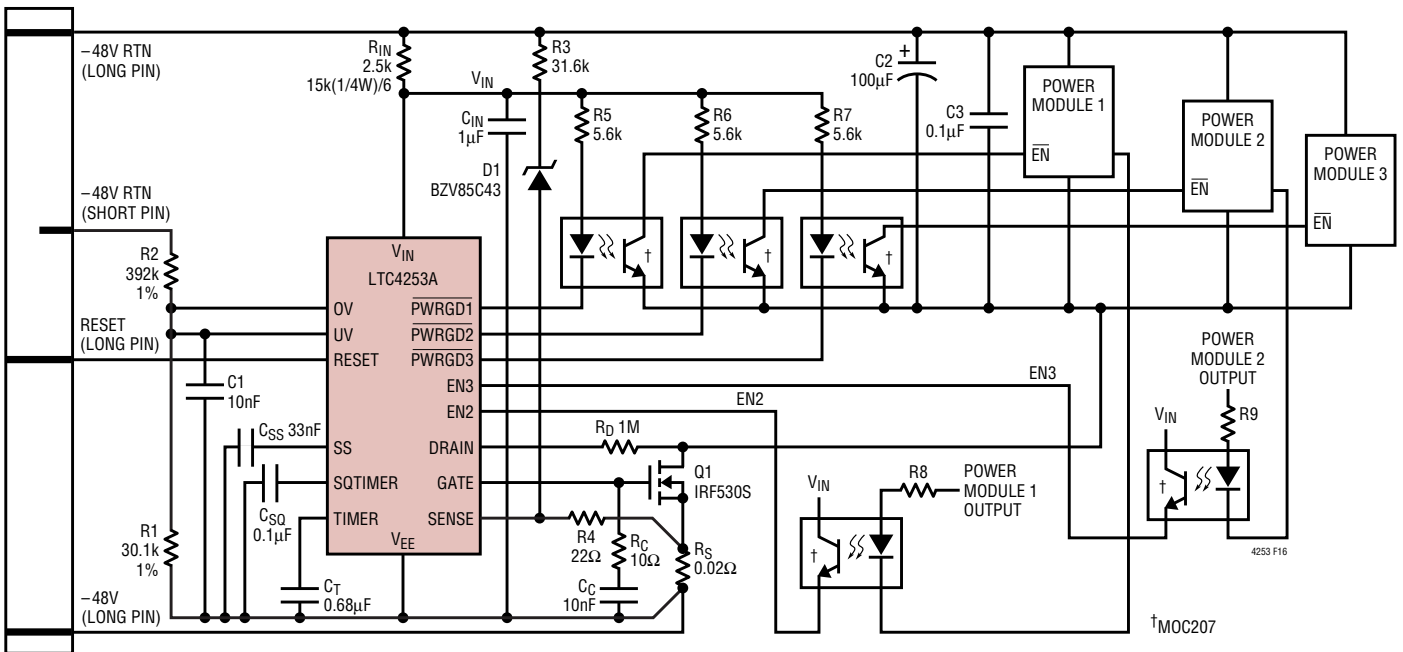 –48V RTN
(LONG PIN)
RIN
2.5k
15k(1/4W)/6
VIN
R3
31.6k
CIN
1µF
D1
BZV85C43
R5
5.6k
R6
5.6k
R7
5.6k
+
C2
100µF
C3
0.1µF
POWER
MODULE 1
EN
POWER
MODULE 2
EN
POWER
MODULE 3
EN
†
†
†
–48V RTN
(SHORT PIN)
R2
392k
1%
RESET
(LONG PIN)
VIN
LTC4253A
OV
UV
RESET
SS
SQTIMER
TIMER
VEE
PWRGD1
PWRGD2
PWRGD3
EN3
EN2
DRAIN
GATE
SENSE
EN3
EN2
C1
10nF
CSS 33nF
CSQ
0.1µF
R1
30.1k
1%
CT
0.68µF
RD 1M
Q1
IRF530S
R4
22Ω
RC
10Ω
CC
10nF
RS
0.02Ω
–48V
(LONG PIN)
VIN
†
R8
POWER
MODULE 1
OUTPUT
POWER
MODULE 2
OUTPUT
VIN
R9
†
4253 F16
†MOC207